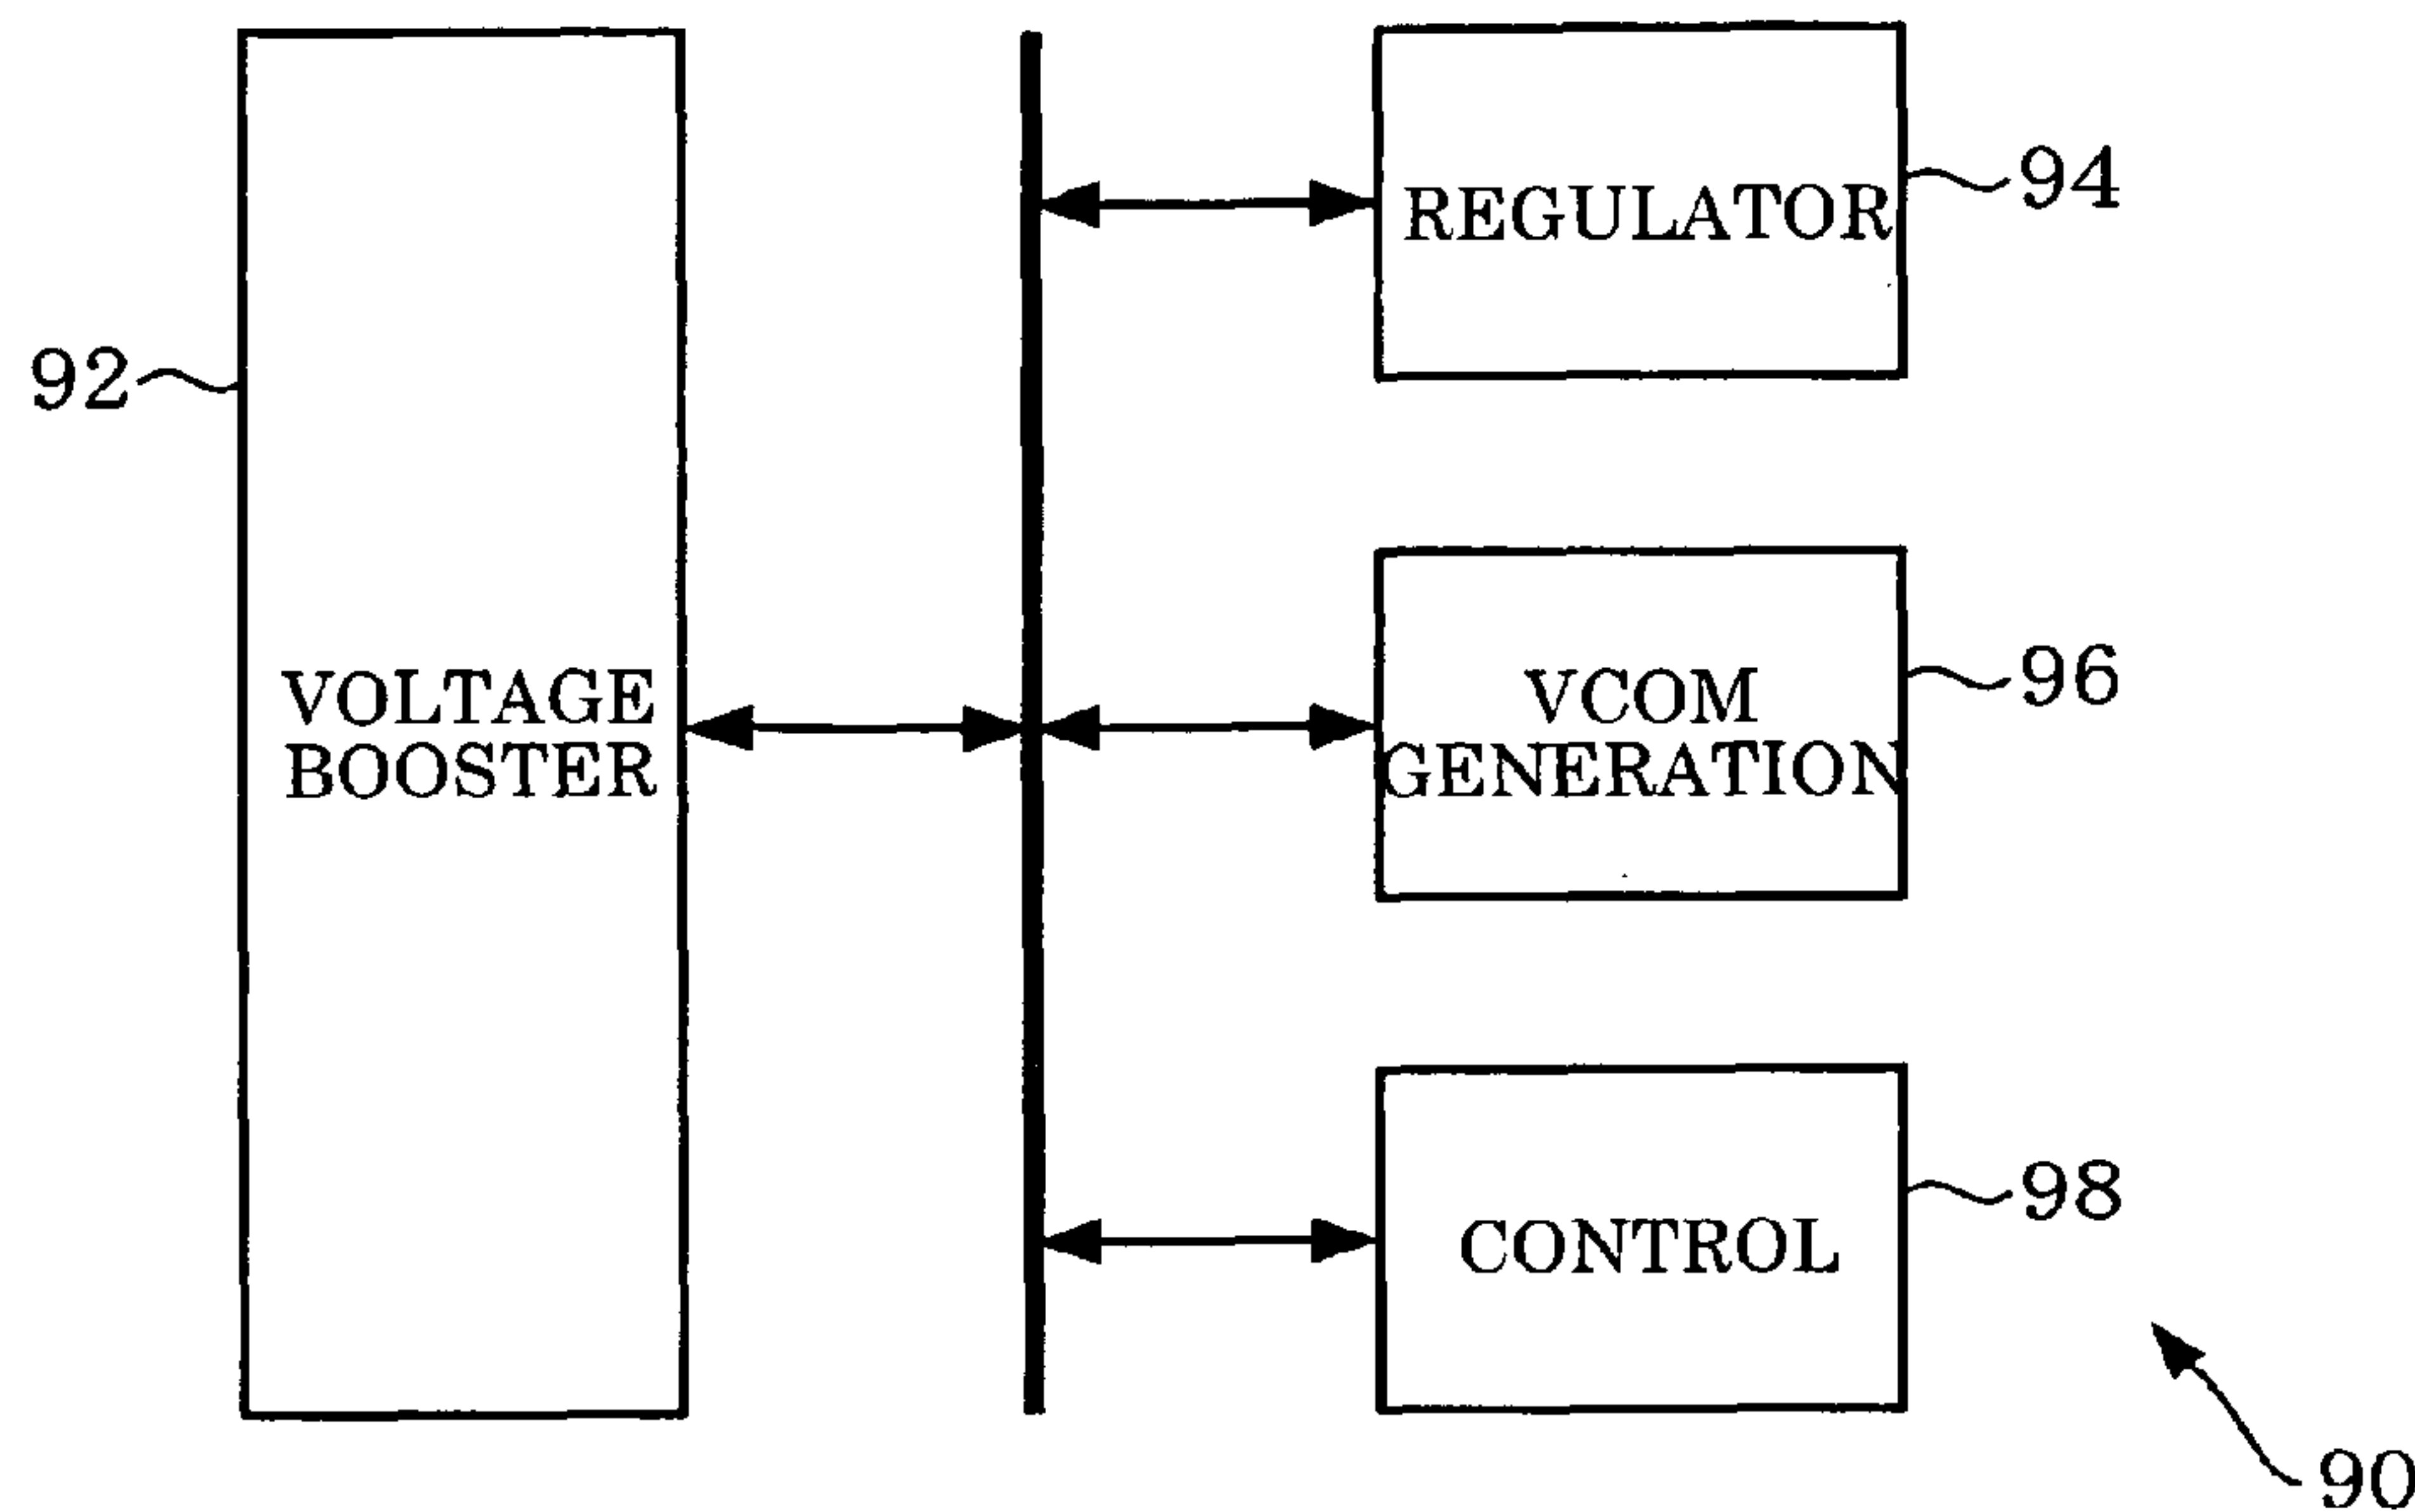 92
VOLTAGE
BOOSTER
REGULATOR
94
VCOM
GENERATION
96
CONTROL
98
90